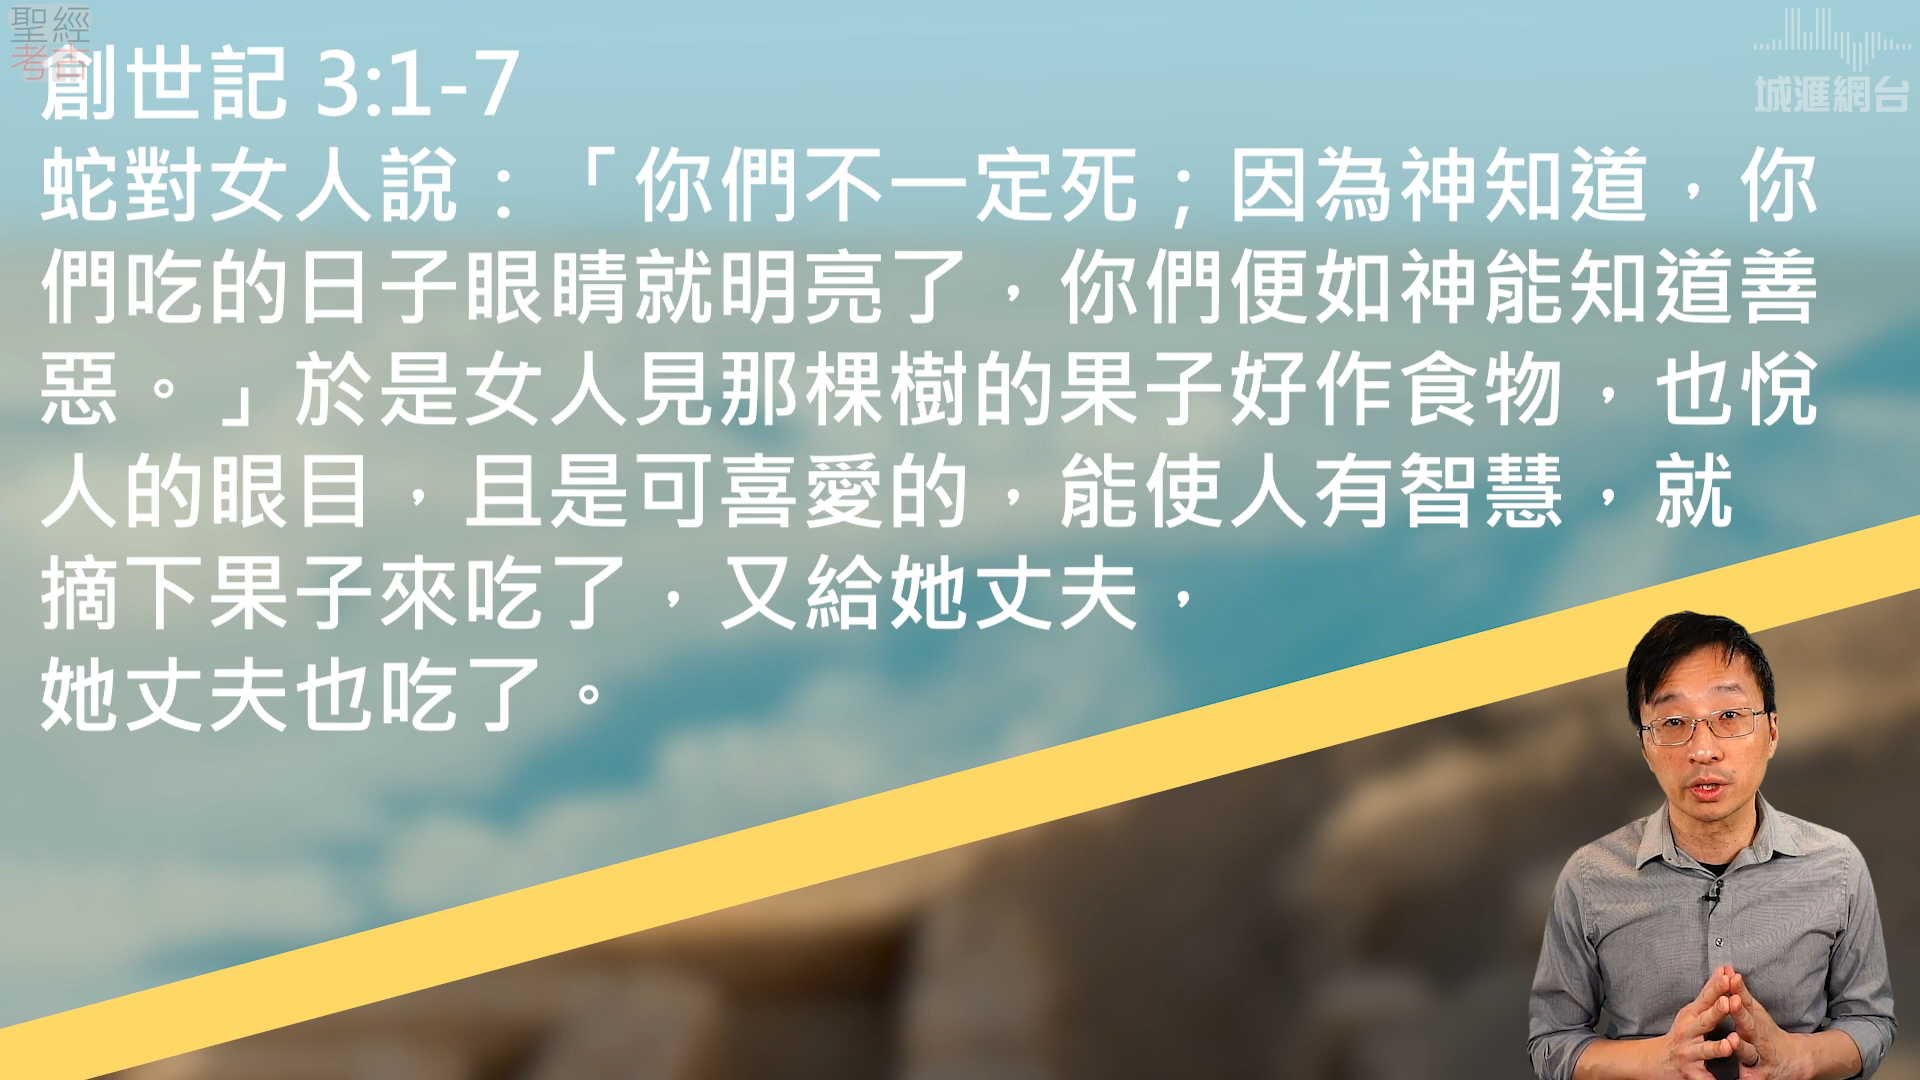 聖經
考古
城滙網台
創世記 3:1-7
蛇對女人說：「你們不一定死；因為神知道，你
們吃的日子眼睛就明亮了，你們便如神能知道善
惡。」於是女人見那棵樹的果子好作食物，也悅
人的眼目，且是可喜愛的，能使人有智慧，就
摘下果子來吃了，又給她丈夫，
她丈夫也吃了。